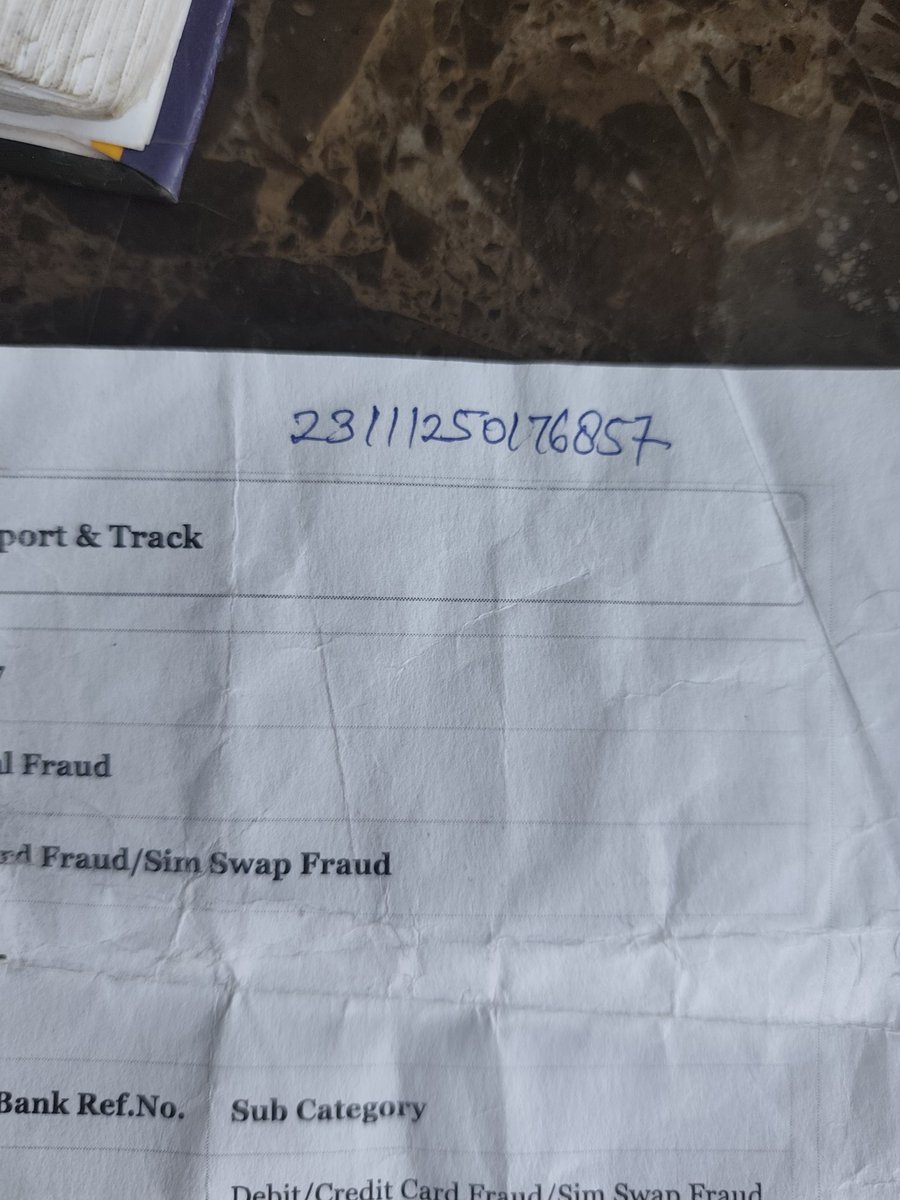 23111250176857
port & Track
l Fraud
rd Fraud/Sim Swap Fraud
Bank Ref.No. Sub Category
Debit/Credit Card Fraud/Sim Swap Fraud